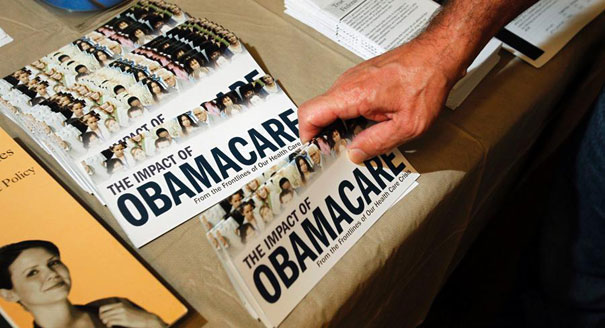 THE IMPACT OF
OBAMACARE
From the Frontlines of Our Health Care Crisis
THE IMPACT OF
OBAMACARE
From the Frontlines of Our Health Care Crisis
Policy